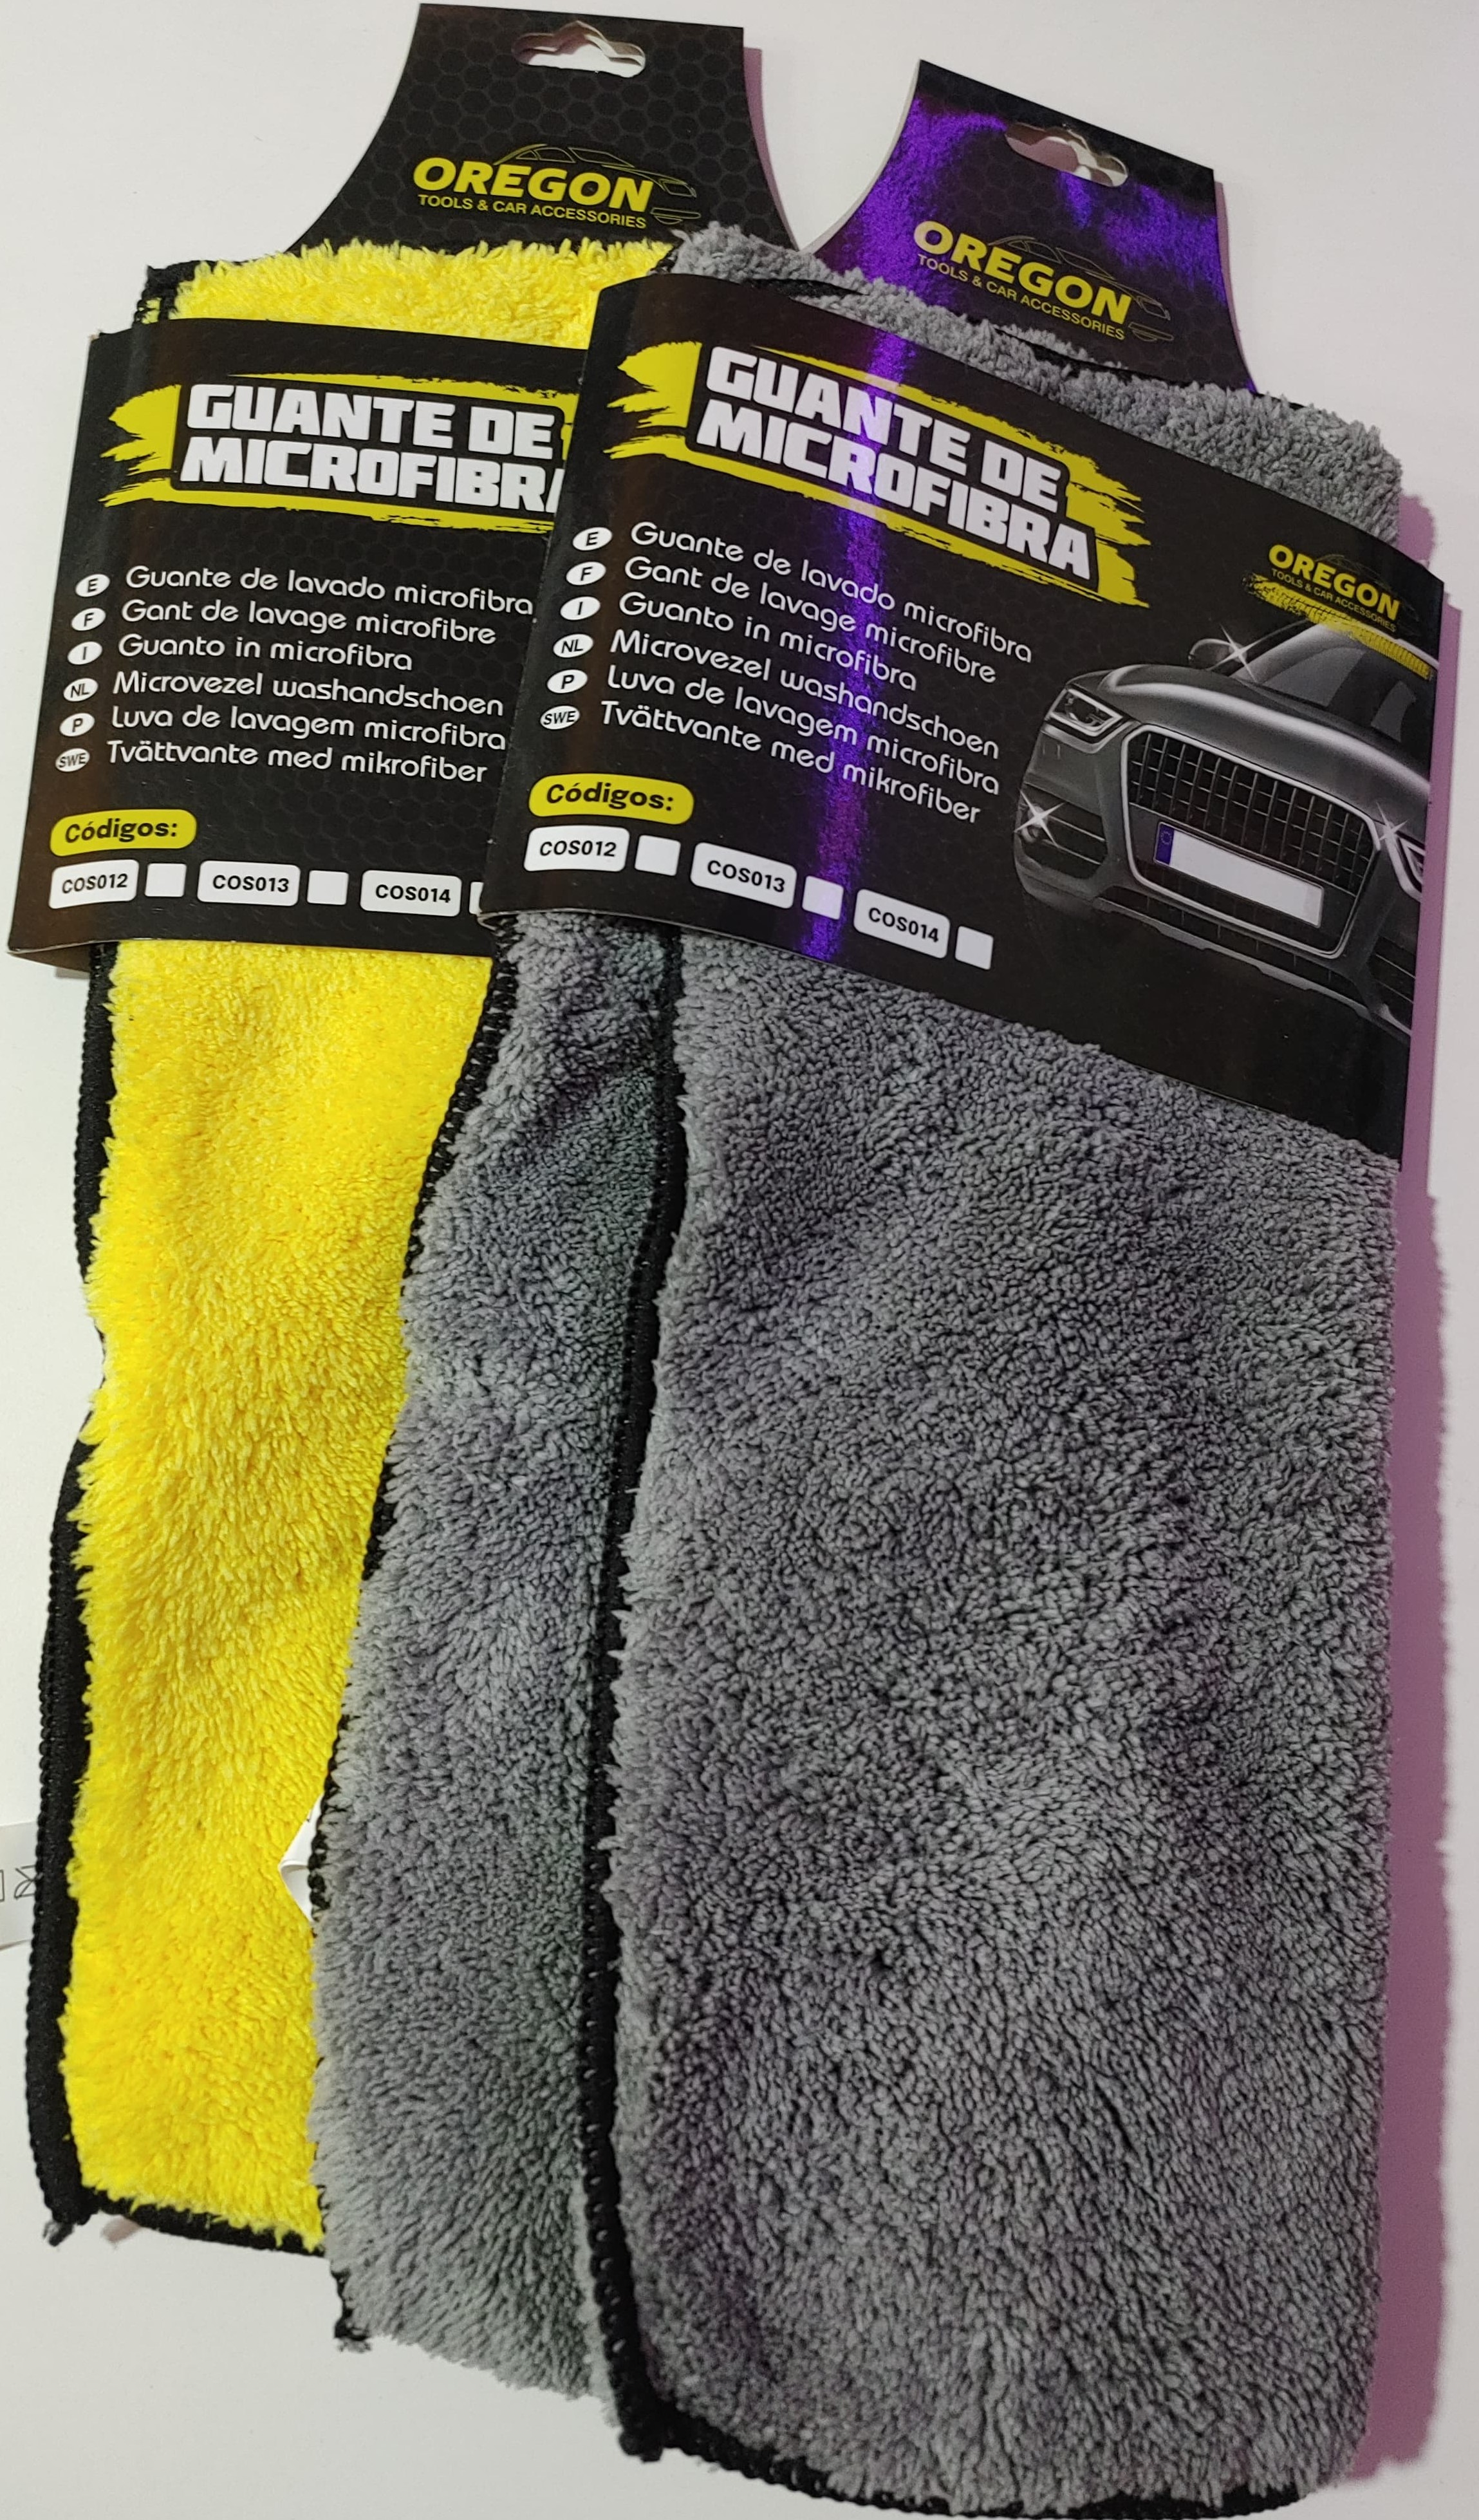 OREGON
TOOLS & CAR ACCESSORIES
GUANTE DE
E Guante de lavado microfibra
F Gant de lavage microfibre
I Guanto in microfibra
NL Microvezel washandschoen
P Luva de lavagem microfibra
SWE Tvättvante med mikrofiber
Códigos:
COS012 COS013 COS014
OREGON
TOOLS & CAR ACCESSORIES
GUANTE DE
MICROFIBRA
OREGON
TOOLS & CAR ACCESSORIES
E Guante de lavado microfibra
F Gant de lavage microfibre
I Guanto in microfibra
NL Microvezel washandschoen
P Luva de lavagem microfibra
SWE Tvättvante med mikrofiber
Códigos:
COS012 COS013 COS014